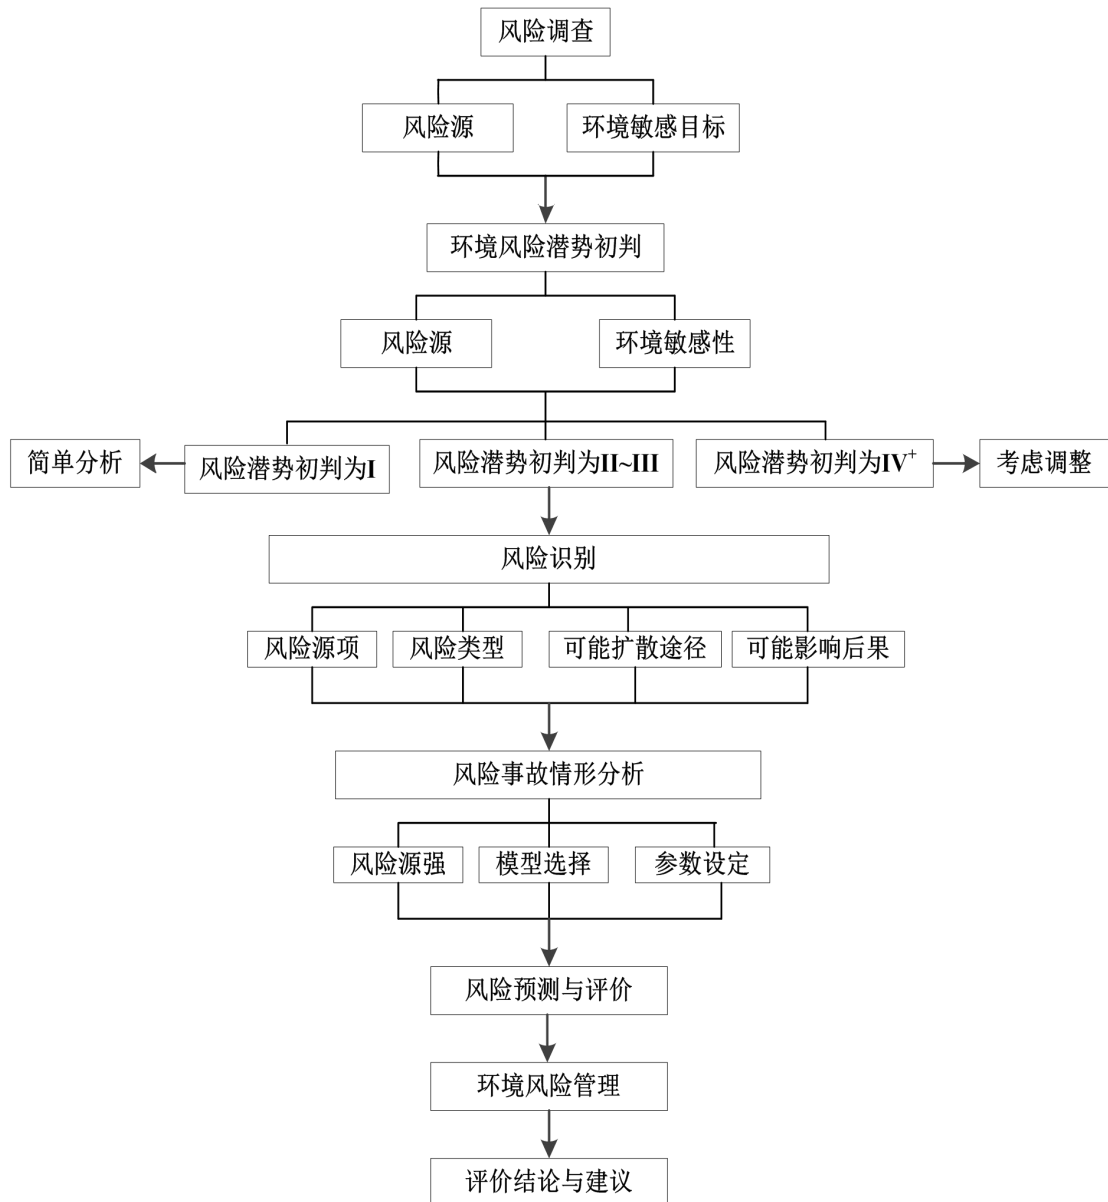 风险调查
风险源
环境敏感目标
环境风险潜势初判
风险源
环境敏感性
简单分析
风险潜势初判为I
风险潜势初判为II~III
风险潜势初判为IV⁺
考虑调整
风险识别
风险源项
风险类型
可能扩散途径
可能影响后果
风险事故情形分析
风险源强
模型选择
参数设定
风险预测与评价
环境风险管理
评价结论与建议